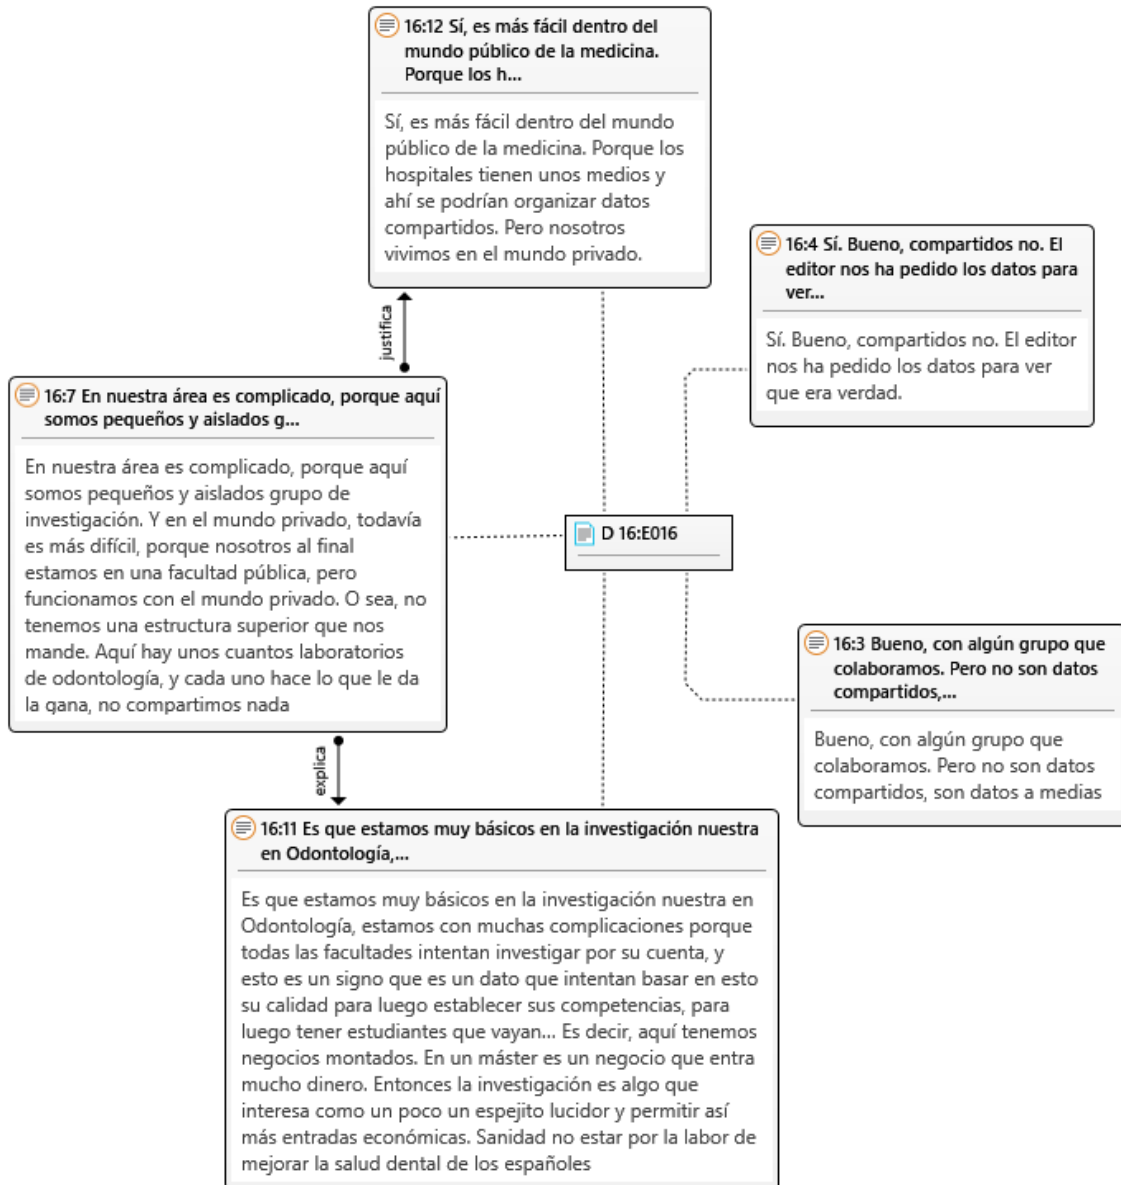 16:12 Sí, es más fácil dentro del
mundo público de la medicina.
Porque los h...
Sí, es más fácil dentro del mundo
público de la medicina. Porque los
hospitales tienen unos medios y
ahí se podrían organizar datos
compartidos. Pero nosotros
vivimos en el mundo privado.
16:4 Sí. Bueno, compartidos no. El
editor nos ha pedido los datos para
ver...
Sí. Bueno, compartidos no. El editor
nos ha pedido los datos para ver
que era verdad.
justifica
16:7 En nuestra área es complicado, porque aquí
somos pequeños y aislados g...
En nuestra área es complicado, porque aquí
somos pequeños y aislados grupo de
investigación. Y en el mundo privado, todavía
es más difícil, porque nosotros al final
estamos en una facultad pública, pero
funcionamos con el mundo privado. O sea, no
tenemos una estructura superior que nos
mande. Aquí hay unos cuantos laboratorios
de odontología, y cada uno hace lo que le da
la gana, no compartimos nada
D 16:E016
16:3 Bueno, con algún grupo que
colaboramos. Pero no son datos
compartidos,...
Bueno, con algún grupo que
colaboramos. Pero no son datos
compartidos, son datos a medias
explica
16:11 Es que estamos muy básicos en la investigación nuestra
en Odontología,...
Es que estamos muy básicos en la investigación nuestra en
Odontología, estamos con muchas complicaciones porque
todas las facultades intentan investigar por su cuenta, y
esto es un signo que es un dato que intentan basar en esto
su calidad para luego establecer sus competencias, para
luego tener estudiantes que vayan... Es decir, aquí tenemos
negocios montados. En un máster es un negocio que entra
mucho dinero. Entonces la investigación es algo que
interesa como un poco un espejito lucidor y permitir así
más entradas económicas. Sanidad no estar por la labor de
mejorar la salud dental de los españoles